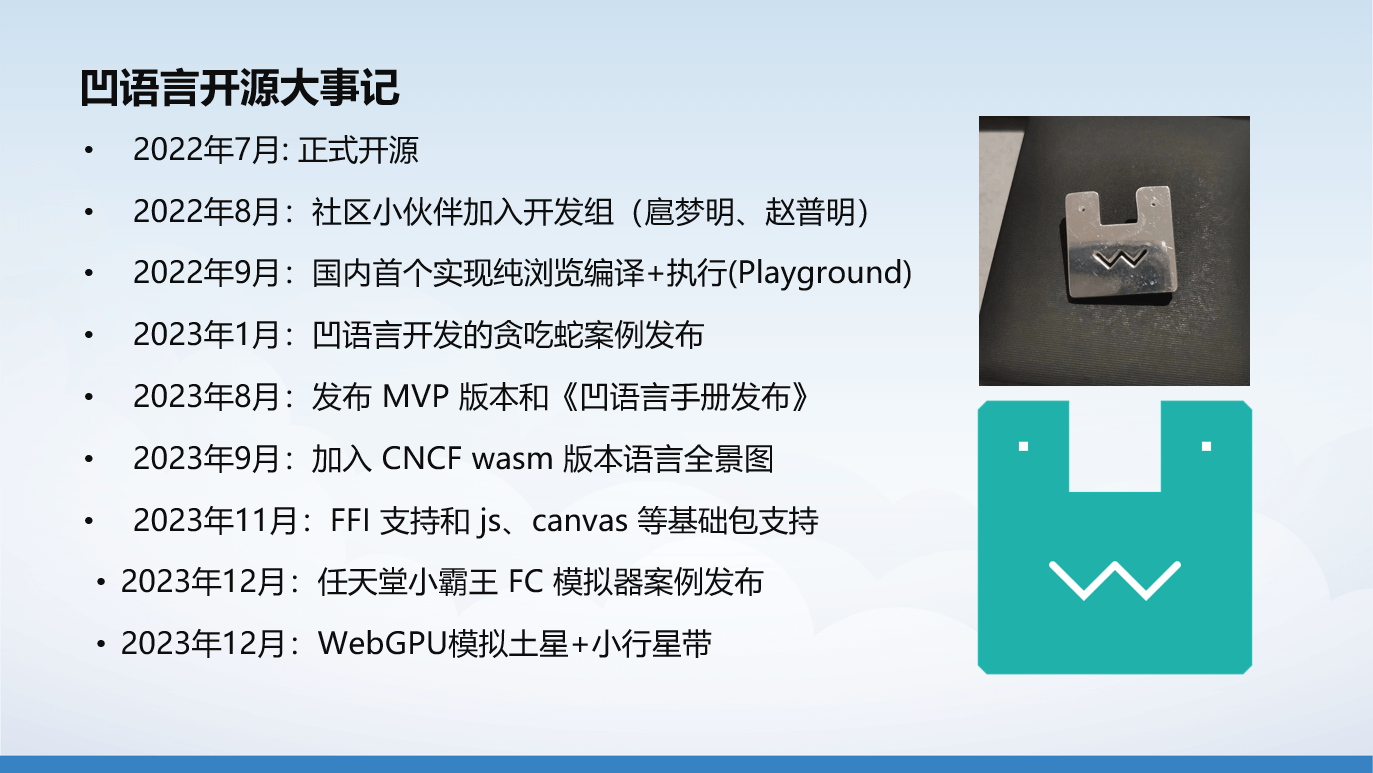 凹语言开源大事记
• 2022年7月: 正式开源
• 2022年8月：社区小伙伴加入开发组（扈梦明、赵普明）
• 2022年9月：国内首个实现纯浏览编译+执行(Playground)
• 2023年1月：凹语言开发的贪吃蛇案例发布
• 2023年8月：发布 MVP 版本和《凹语言手册发布》
• 2023年9月：加入 CNCF wasm 版本语言全景图
• 2023年11月：FFI 支持和 js、canvas 等基础包支持
• 2023年12月：任天堂小霸王 FC 模拟器案例发布
• 2023年12月：WebGPU模拟土星+小行星带